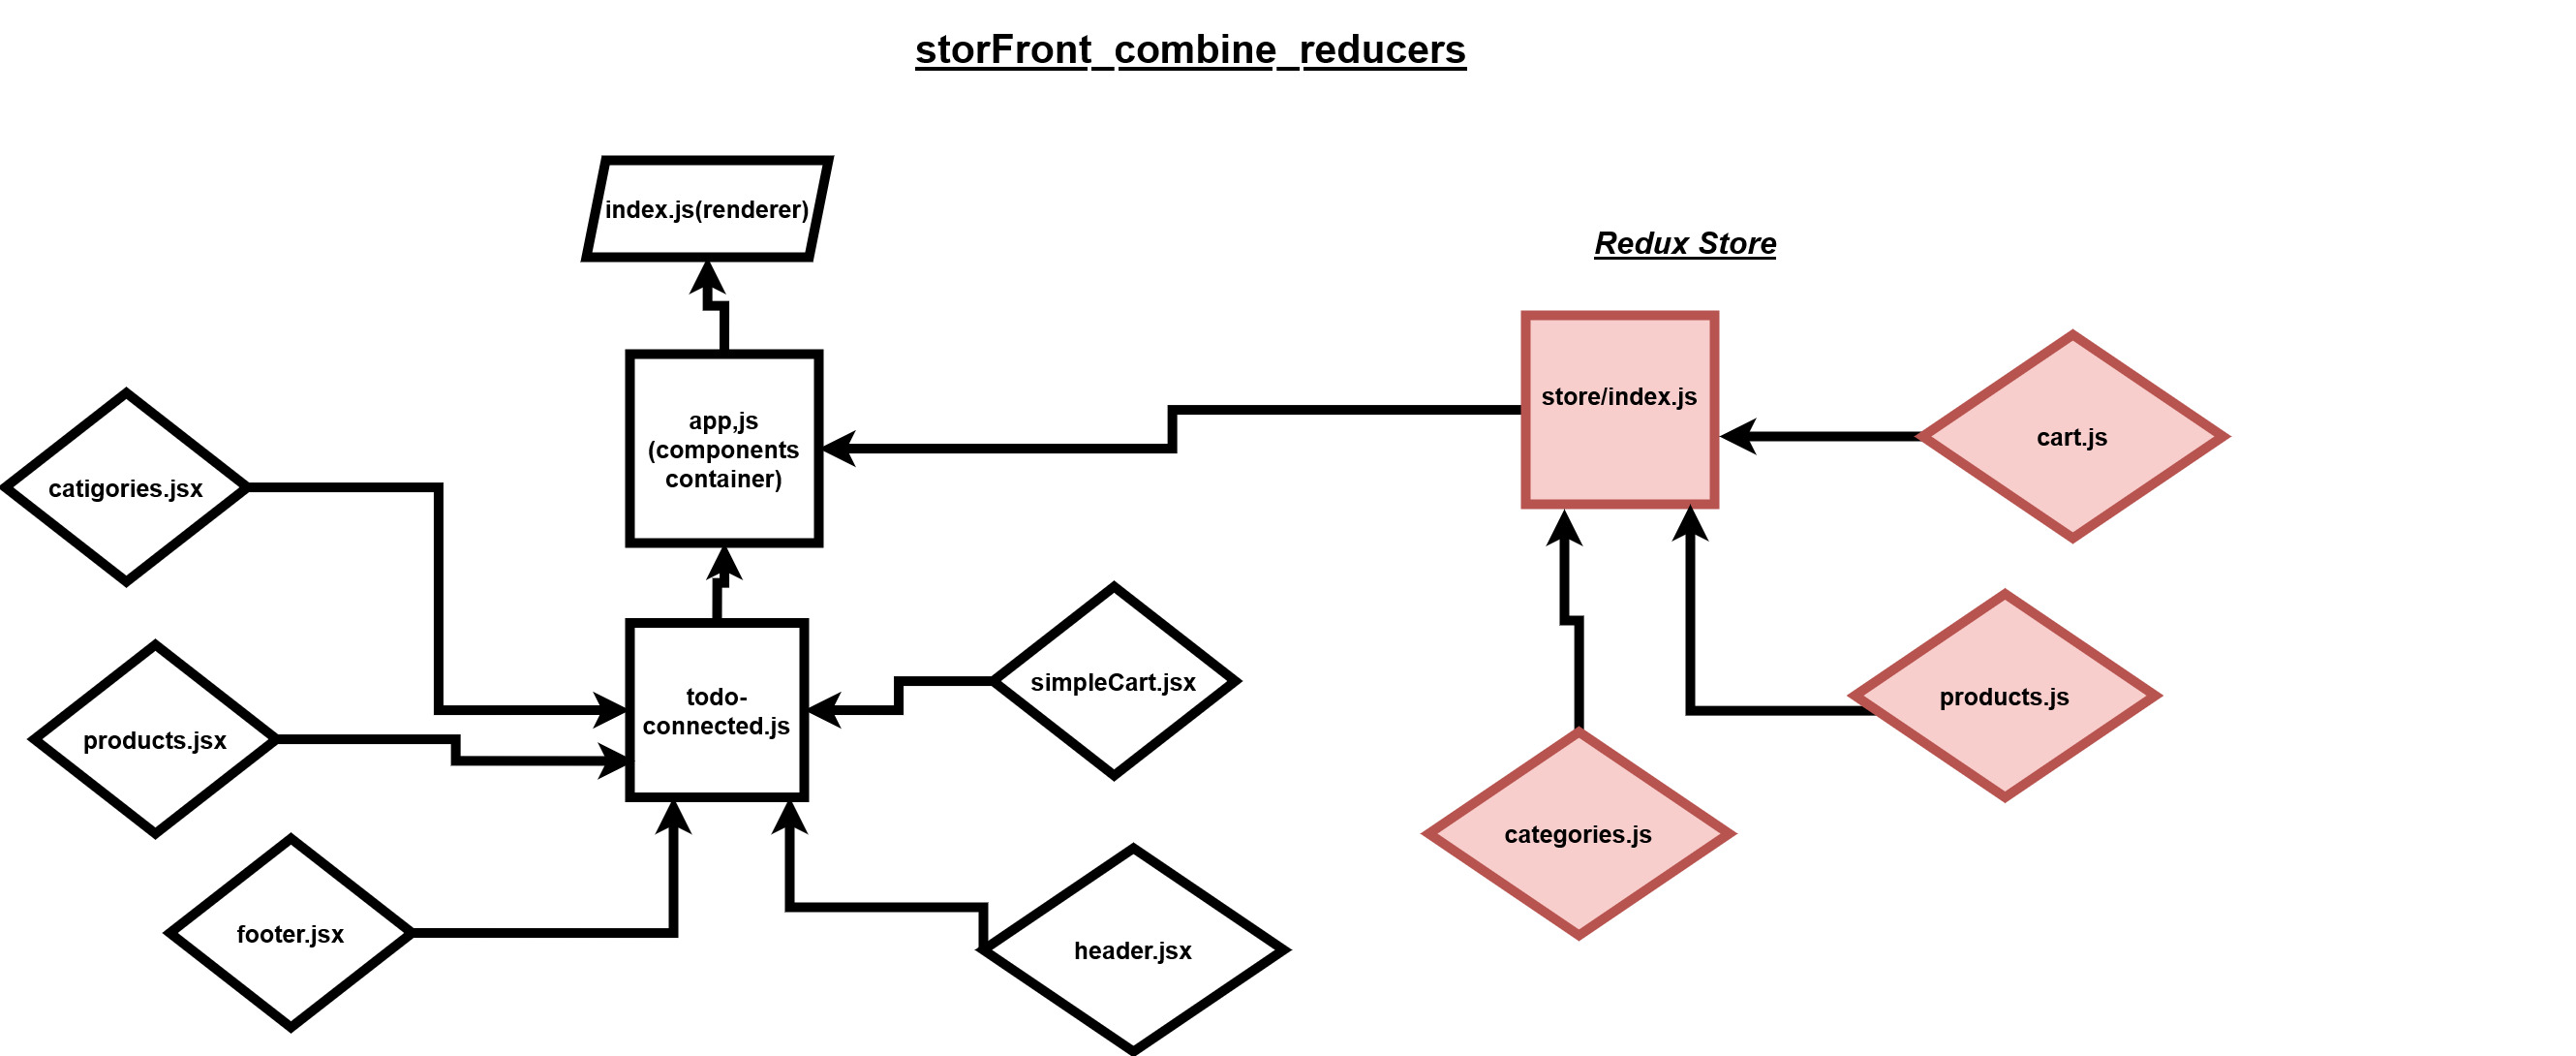 storFront_combine_reducers
index.js(renderer)
Redux Store
app,js
(components
container)
store/index.js
cart.js
catigories.jsx
products.jsx
todo-
connected.js
simpleCart.jsx
products.js
categories.js
footer.jsx
header.jsx